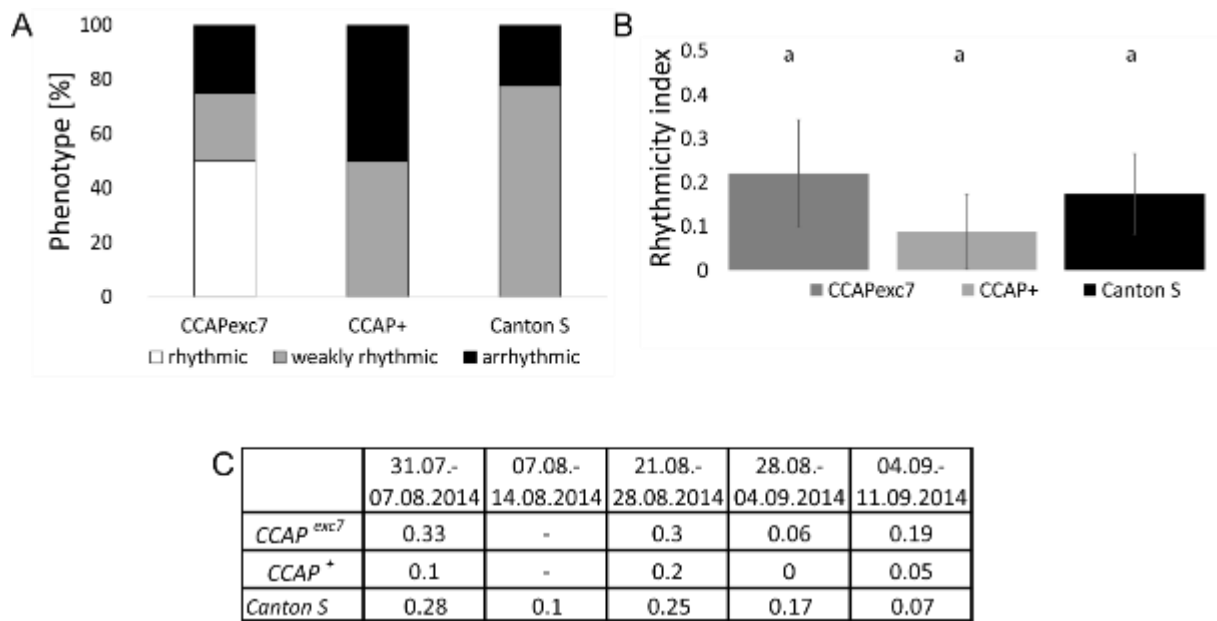 A
Phenotype [%]
100
80
60
40
20
0
CCAPexc7 CCAP+ Canton S
rhythmic weakly rhythmic arrhythmic
B
Rhythmicity index
0.5
0.4
0.3
0.2
0.1
0
a a a
CCAPexc7 CCAP+ Canton S
C
31.07.- 07.08.- 21.08.- 28.08.- 04.09.-
07.08.2014 14.08.2014 28.08.2014 04.09.2014 11.09.2014
CCAP exc7 0.33 - 0.3 0.06 0.19
CCAP + 0.1 - 0.2 0 0.05
Canton S 0.28 0.1 0.25 0.17 0.07